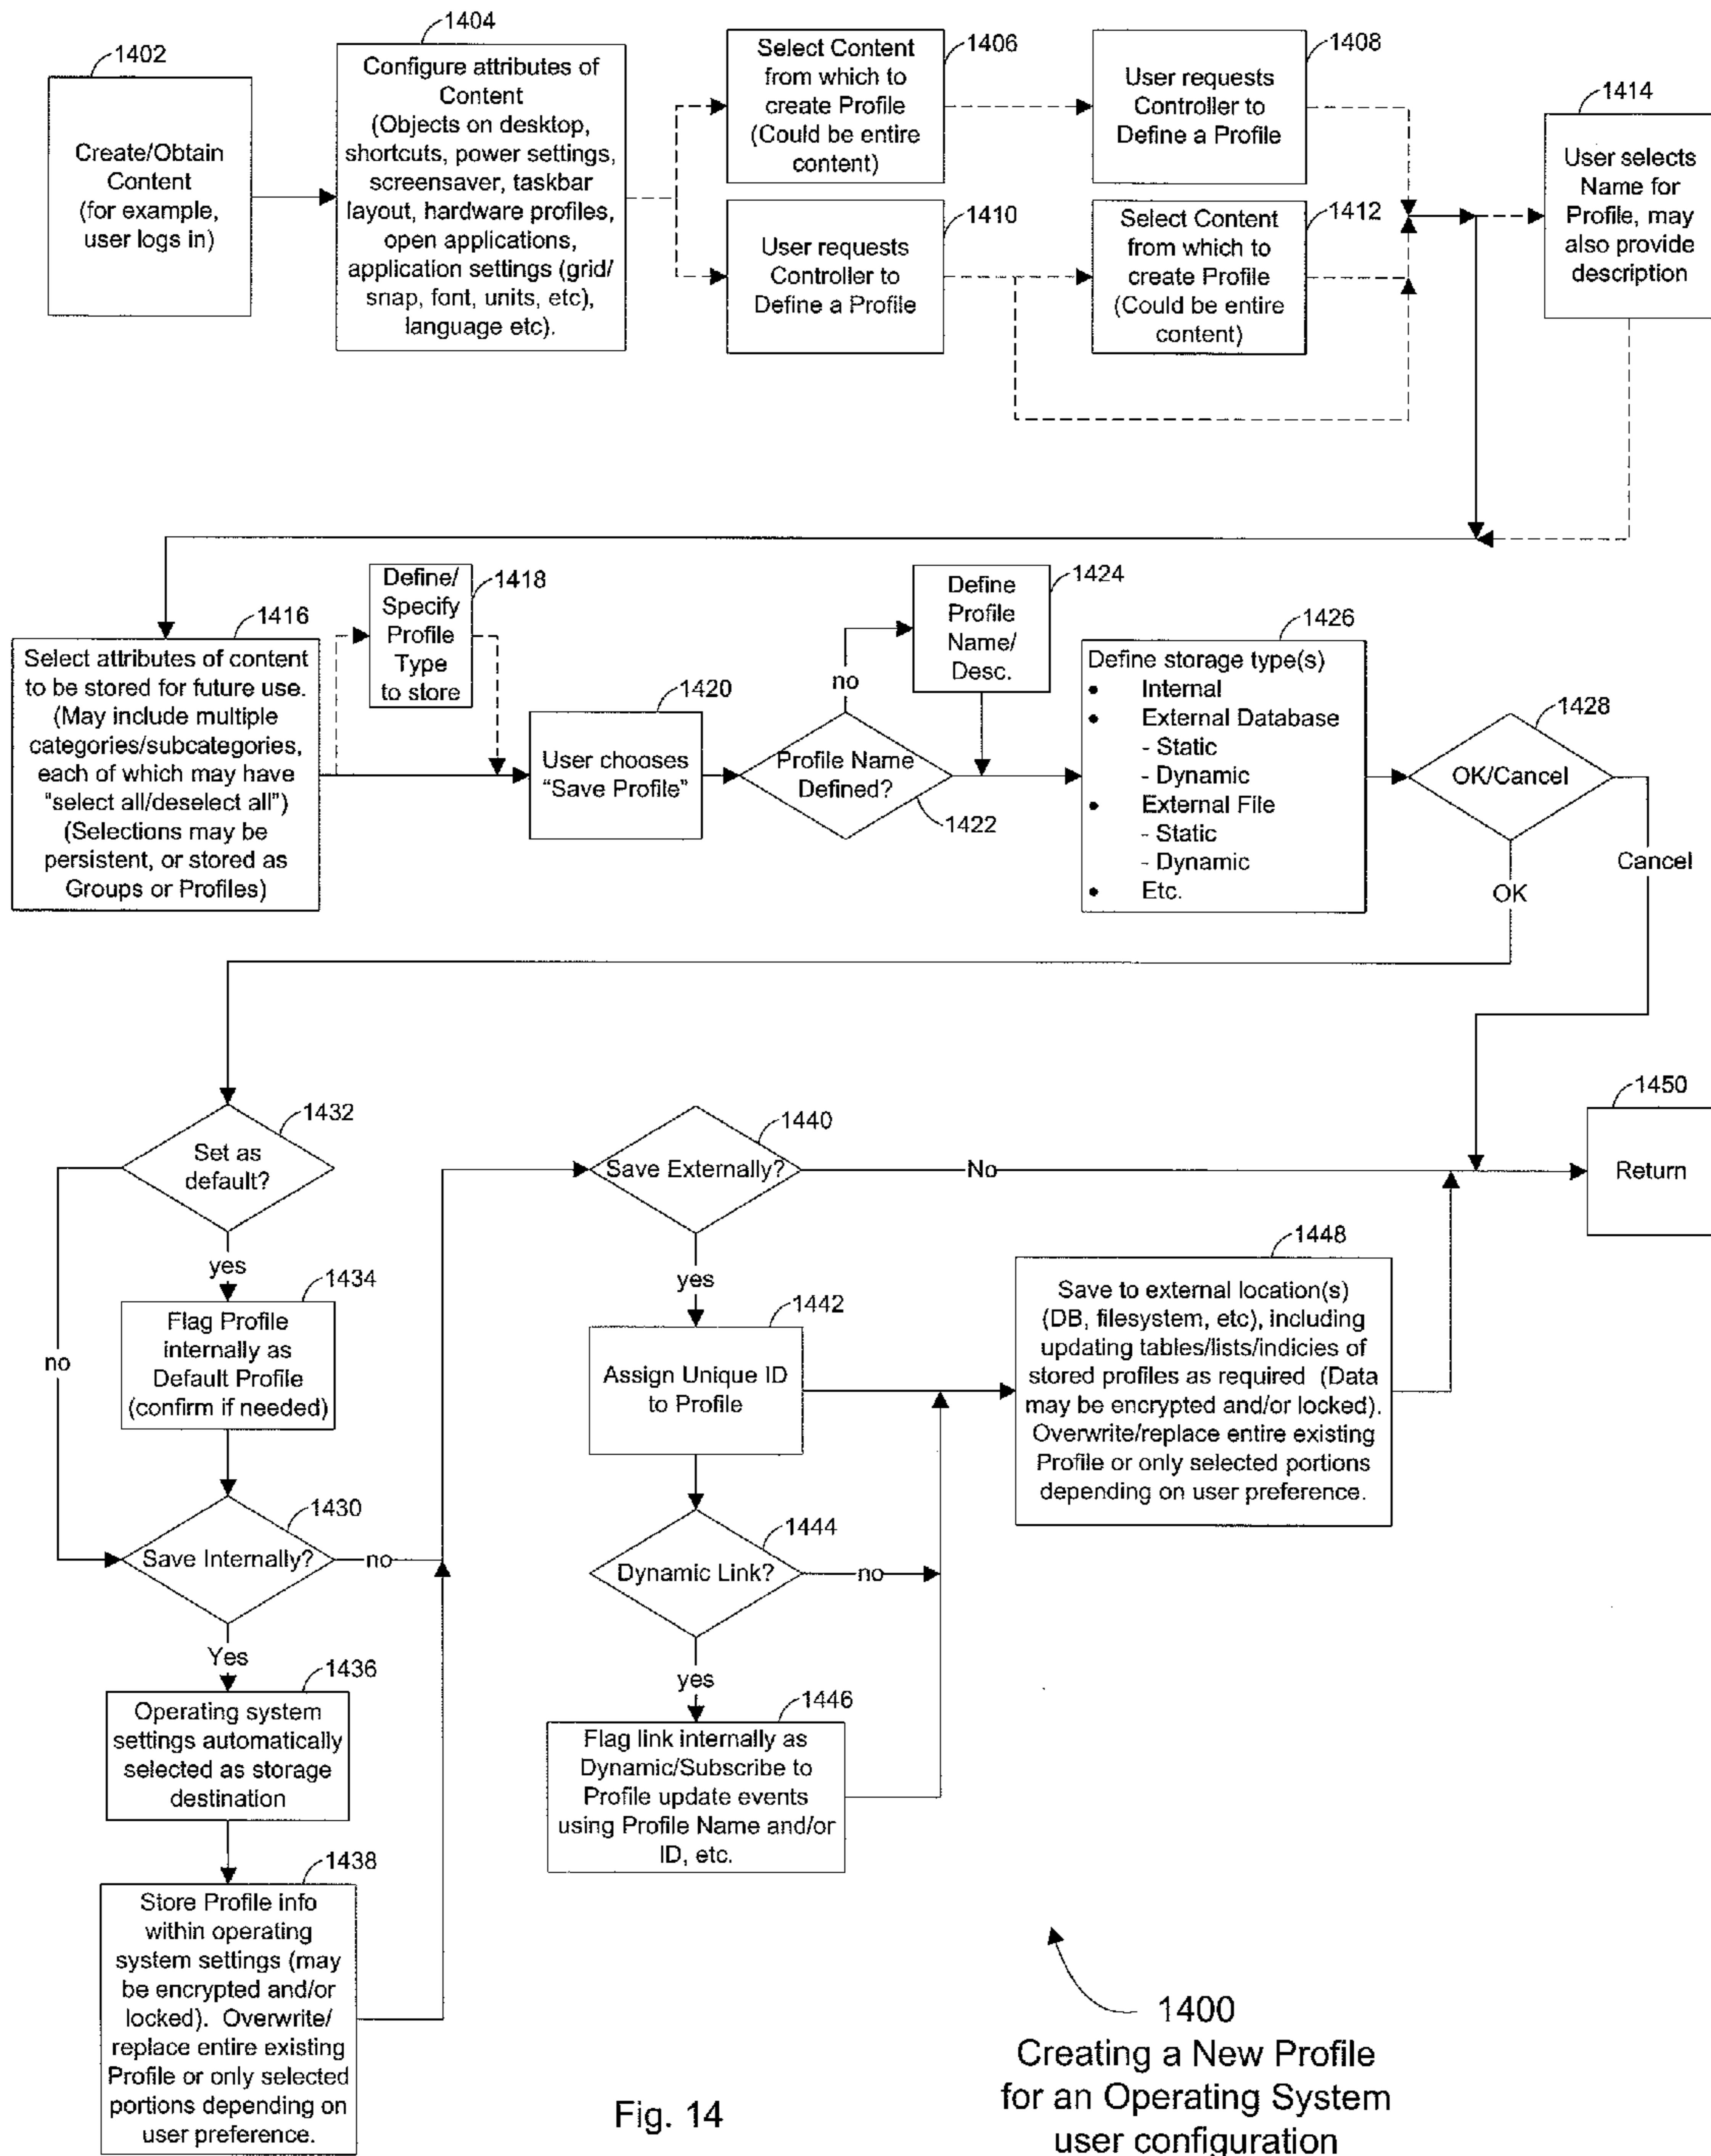 1402
Create/Obtain
Content
(for example,
user logs in)
1404
Configure attributes of
Content
(Objects on desktop,
shortcuts, power settings,
screensaver, taskbar
layout, hardware profiles,
open applications,
application settings (grid/
snap, font, units, etc),
language etc).
1406
Select Content
from which to
create Profile
(Could be entire
content)
1408
User requests
Controller to
Define a Profile
1410
User requests
Controller to
Define a Profile
1412
Select Content
from which to
create Profile
(Could be entire
content)
1414
User selects
Name for
Profile, may
also provide
description
1416
Select attributes of content
to be stored for future use.
(May include multiple
categories/subcategories,
each of which may have
“select all/deselect all”)
(Selections may be
persistent, or stored as
Groups or Profiles)
1418
Define/
Specify
Profile
Type
to store
1420
User chooses
“Save Profile”
Profile Name
Defined?
1422
no
1424
Define
Profile
Name/
Desc.
1426
Define storage type(s)
• Internal
• External Database
- Static
- Dynamic
• External File
- Static
- Dynamic
• Etc.
1428
OK/Cancel
Cancel
OK
1432
Set as
default?
yes
no
1434
Flag Profile
internally as
Default Profile
(confirm if needed)
1430
Save Internally?
no
Yes
1436
Operating system
settings automatically
selected as storage
destination
1438
Store Profile info
within operating
system settings (may
be encrypted and/or
locked). Overwrite/
replace entire existing
Profile or only selected
portions depending on
user preference.
1440
Save Externally?
No
yes
1442
Assign Unique ID
to Profile
1444
Dynamic Link?
no
yes
1446
Flag link internally as
Dynamic/Subscribe to
Profile update events
using Profile Name and/or
ID, etc.
1448
Save to external location(s)
(DB, filesystem, etc), including
updating tables/lists/indicies of
stored profiles as required (Data
may be encrypted and/or locked).
Overwrite/replace entire existing
Profile or only selected portions
depending on user preference.
1450
Return
Fig. 14
1400
Creating a New Profile
for an Operating System
user configuration